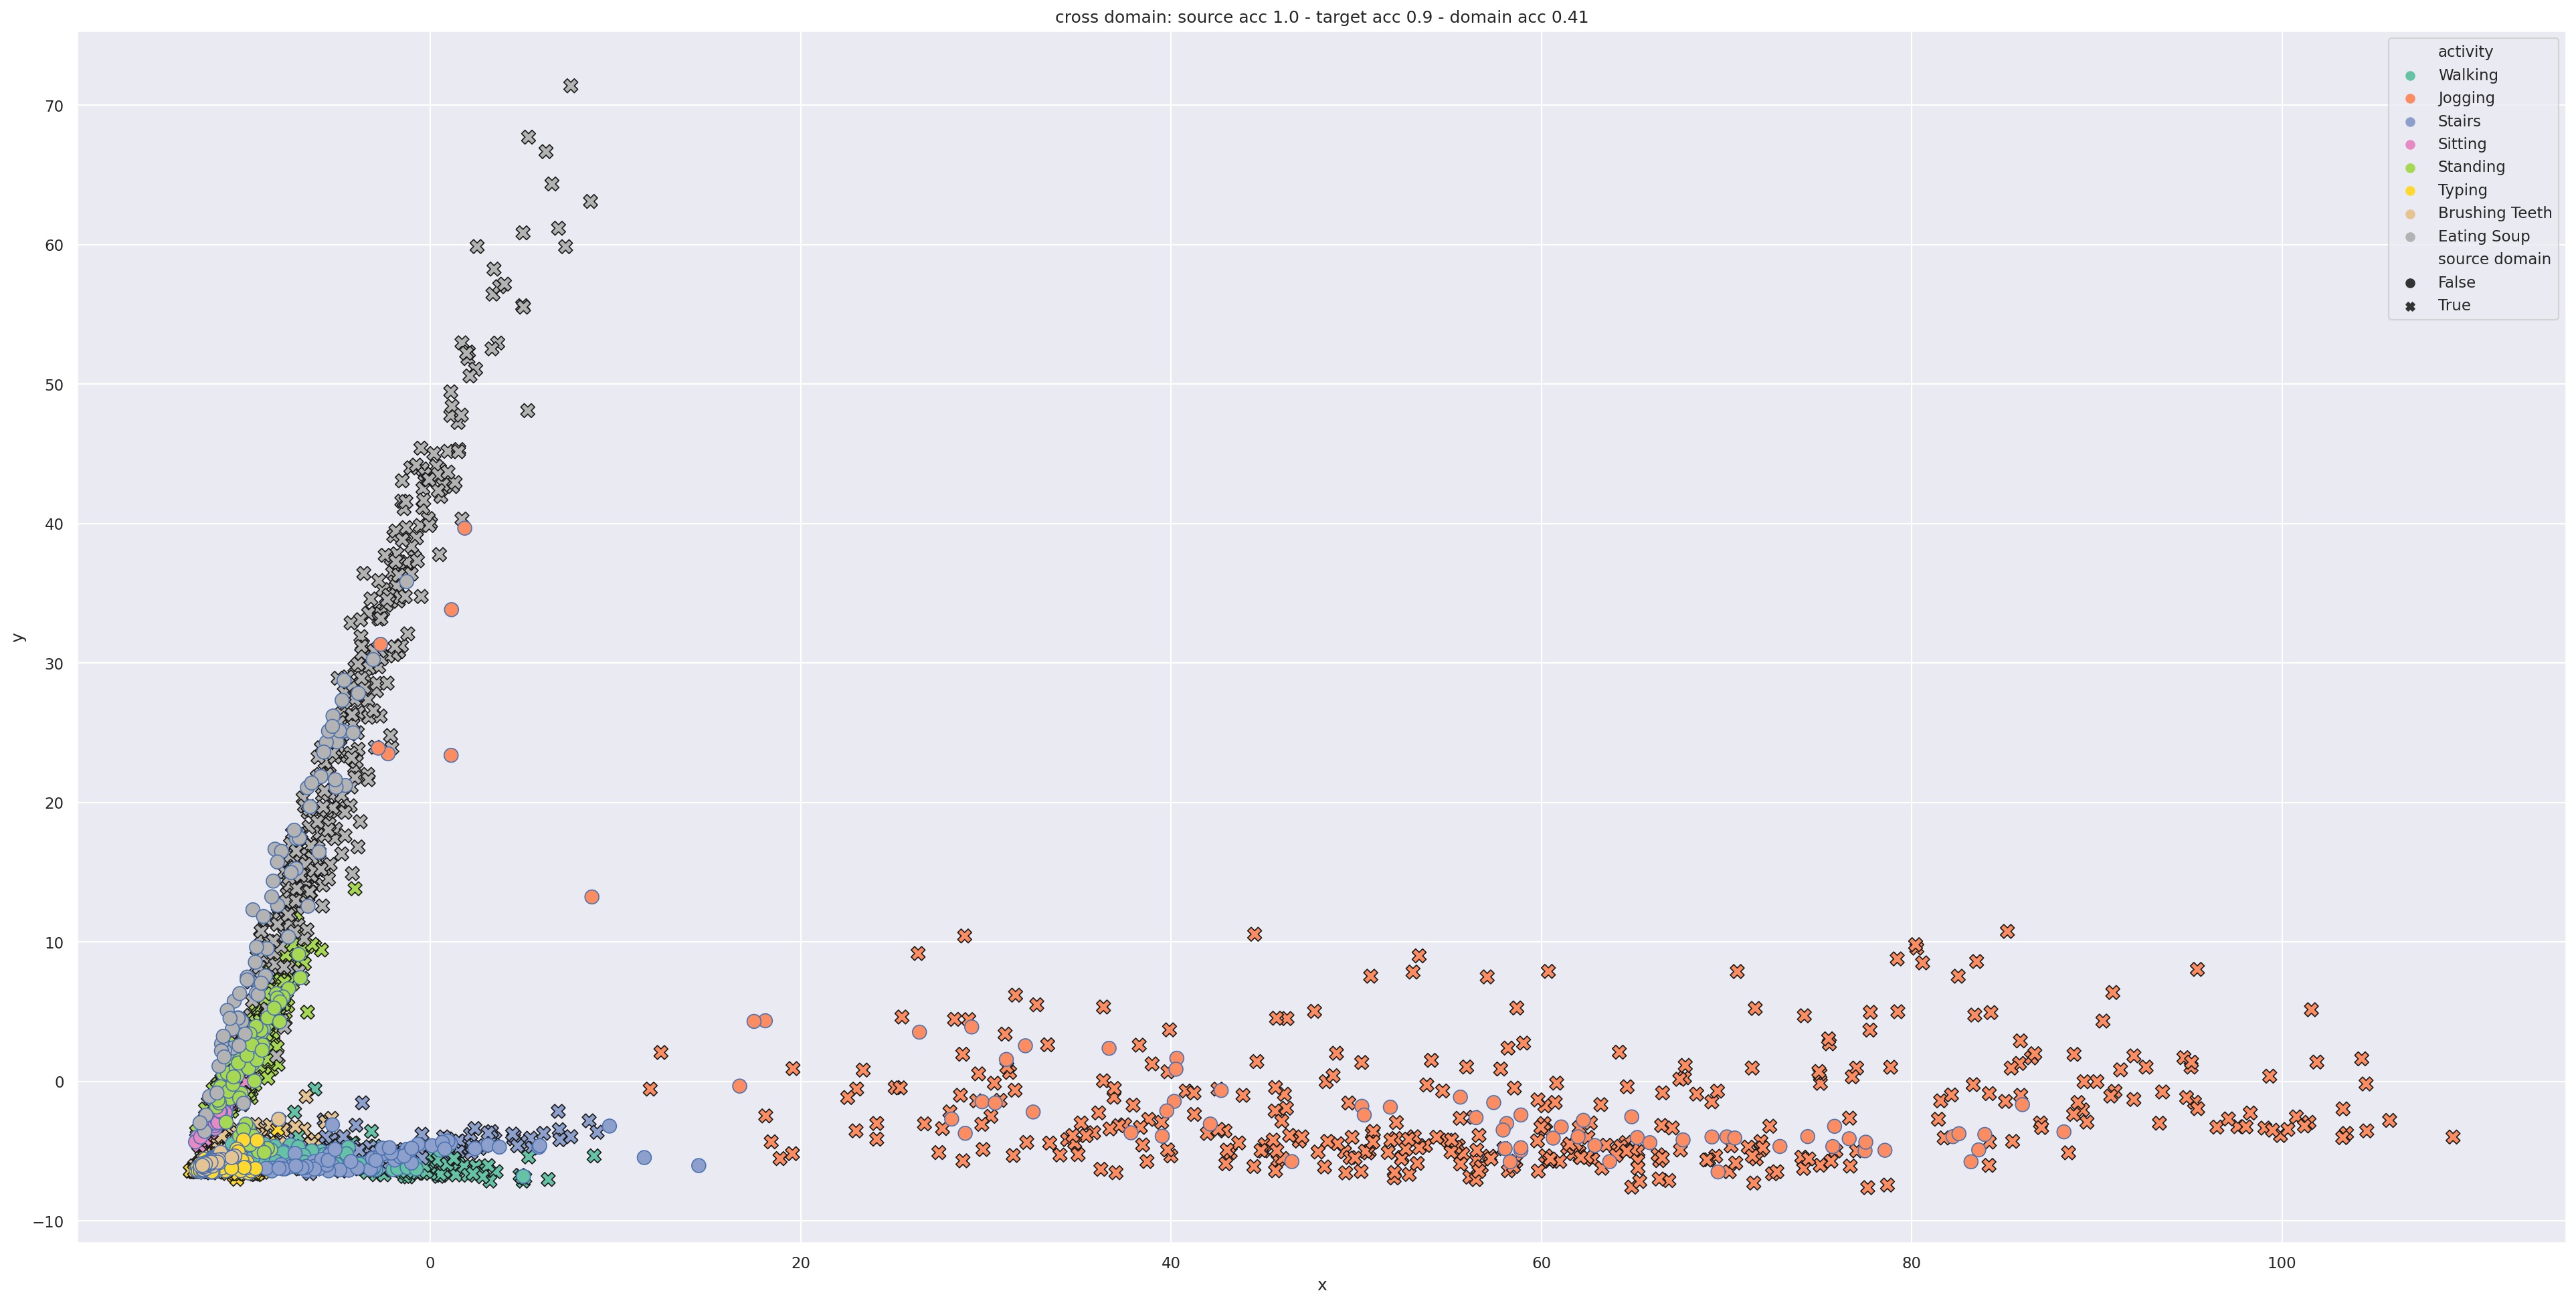 cross domain: source acc 1.0 - target acc 0.9 - domain acc 0.41
activity
Walking
Jogging
Stairs
Sitting
Standing
Typing
Brushing Teeth
Eating Soup
source domain
False
True
70
60
50
40
30
20
10
0
−10
y
0
20
40
60
80
100
x